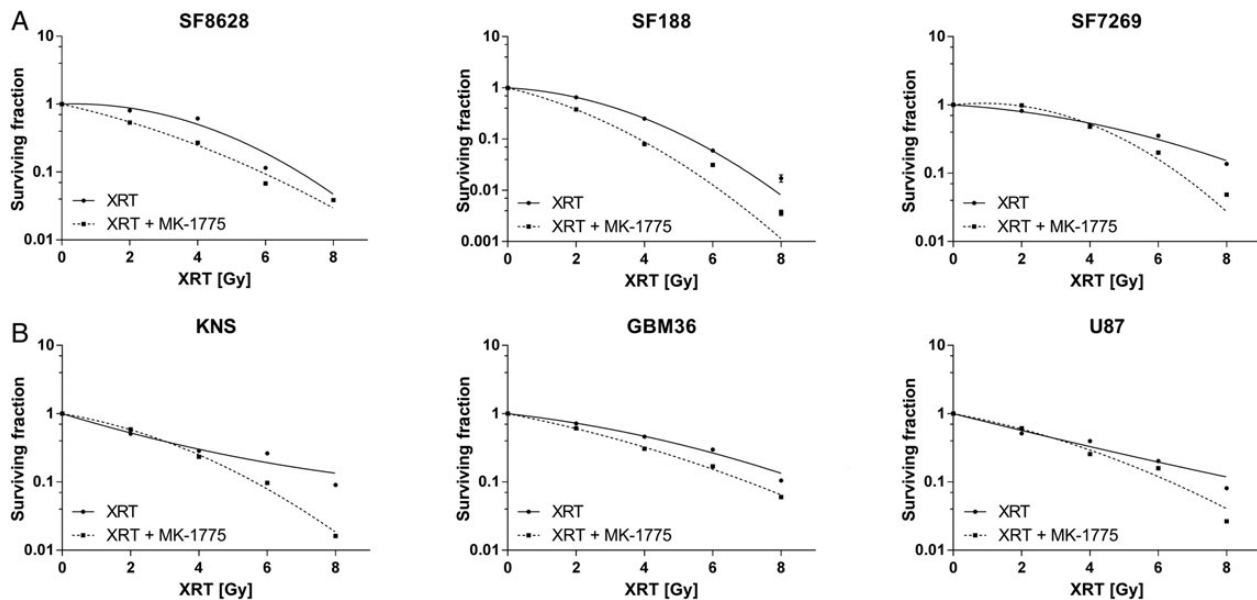 A
SF8628
10
1
0.1
0.01
Surviving fraction
XRT
XRT + MK-1775
0 2 4 6 8
XRT [Gy]
SF188
10
1
0.1
0.01
0.001
Surviving fraction
XRT
XRT + MK-1775
0 2 4 6 8
XRT [Gy]
SF7269
10
1
0.1
0.01
Surviving fraction
XRT
XRT + MK-1775
0 2 4 6 8
XRT [Gy]
B
KNS
10
1
0.1
0.01
Surviving fraction
XRT
XRT + MK-1775
0 2 4 6 8
XRT [Gy]
GBM36
10
1
0.1
0.01
Surviving fraction
XRT
XRT + MK-1775
0 2 4 6 8
XRT [Gy]
U87
10
1
0.1
0.01
Surviving fraction
XRT
XRT + MK-1775
0 2 4 6 8
XRT [Gy]